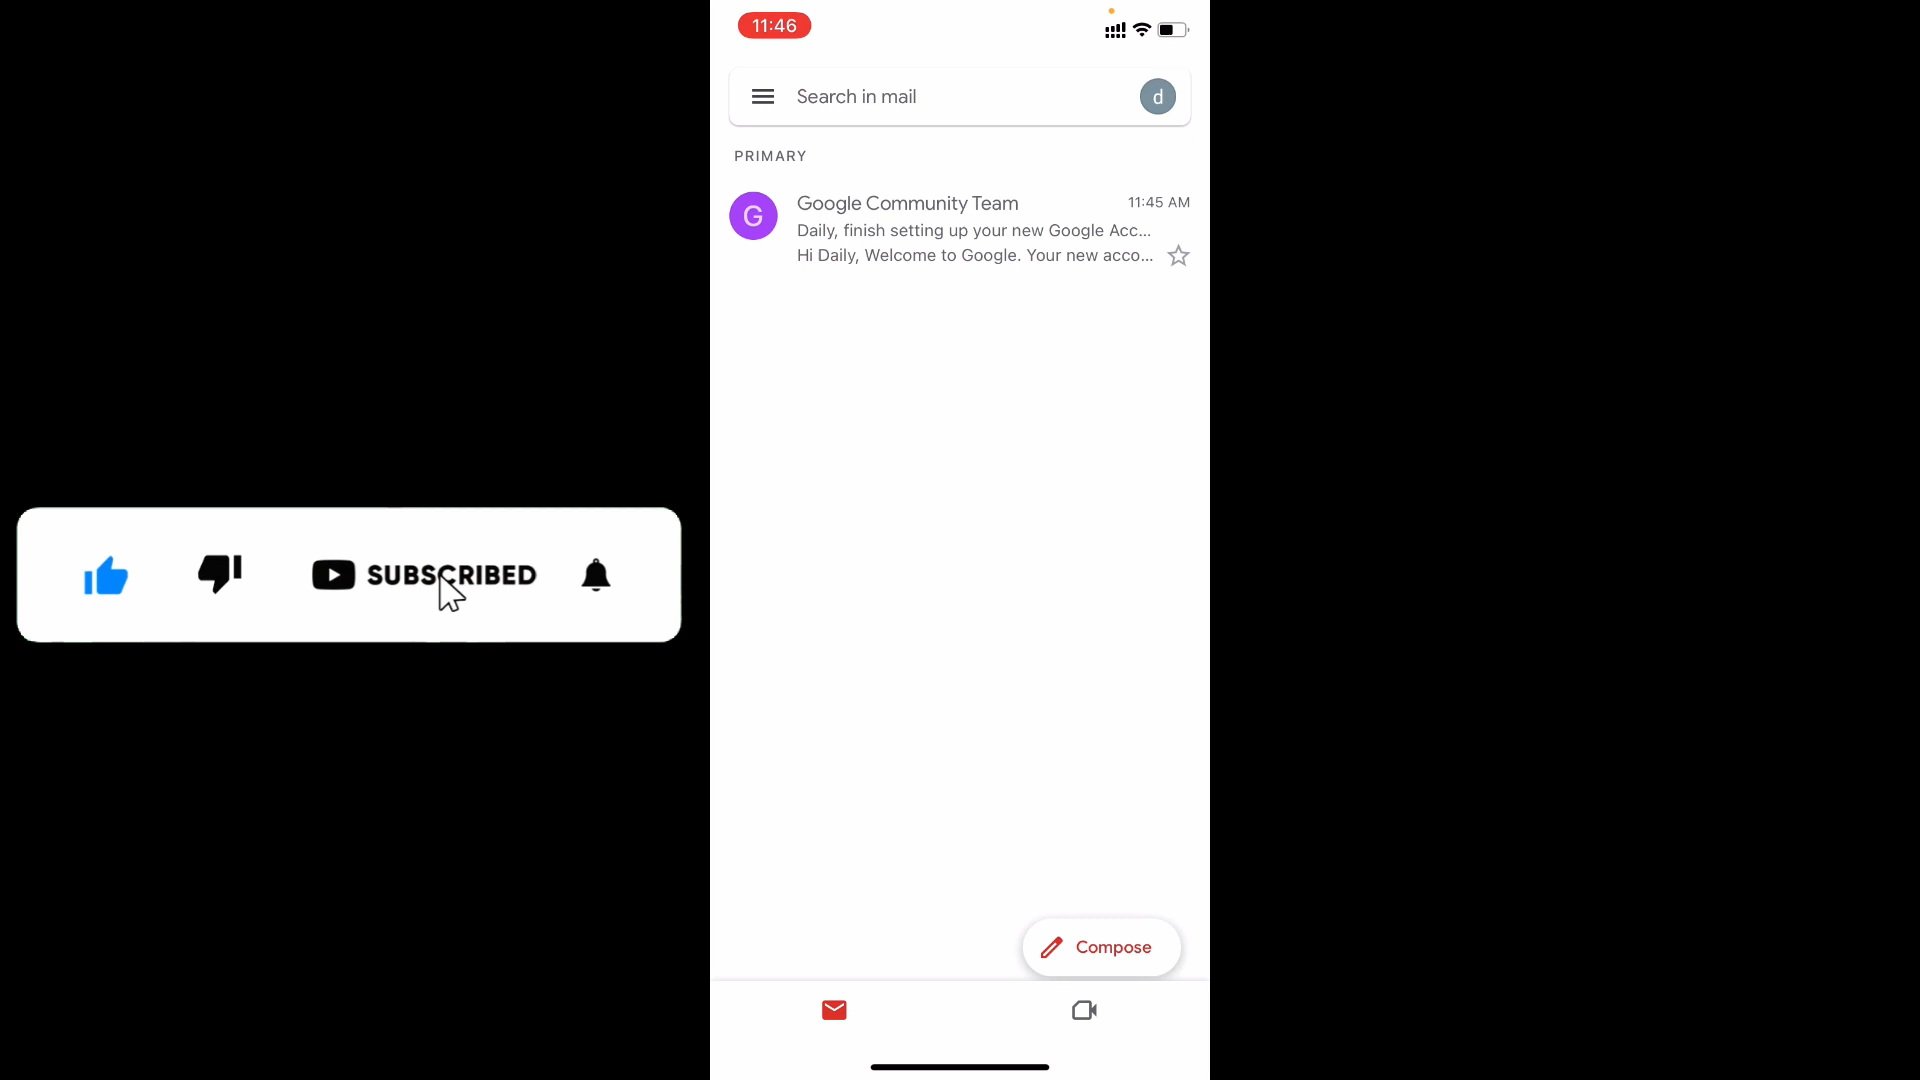 11:46
Search in mail
d
PRIMARY
G
Google Community Team
11:45 AM
Daily, finish setting up your new Google Acc...
Hi Daily, Welcome to Google. Your new acco...
SUBSCRIBED
Compose